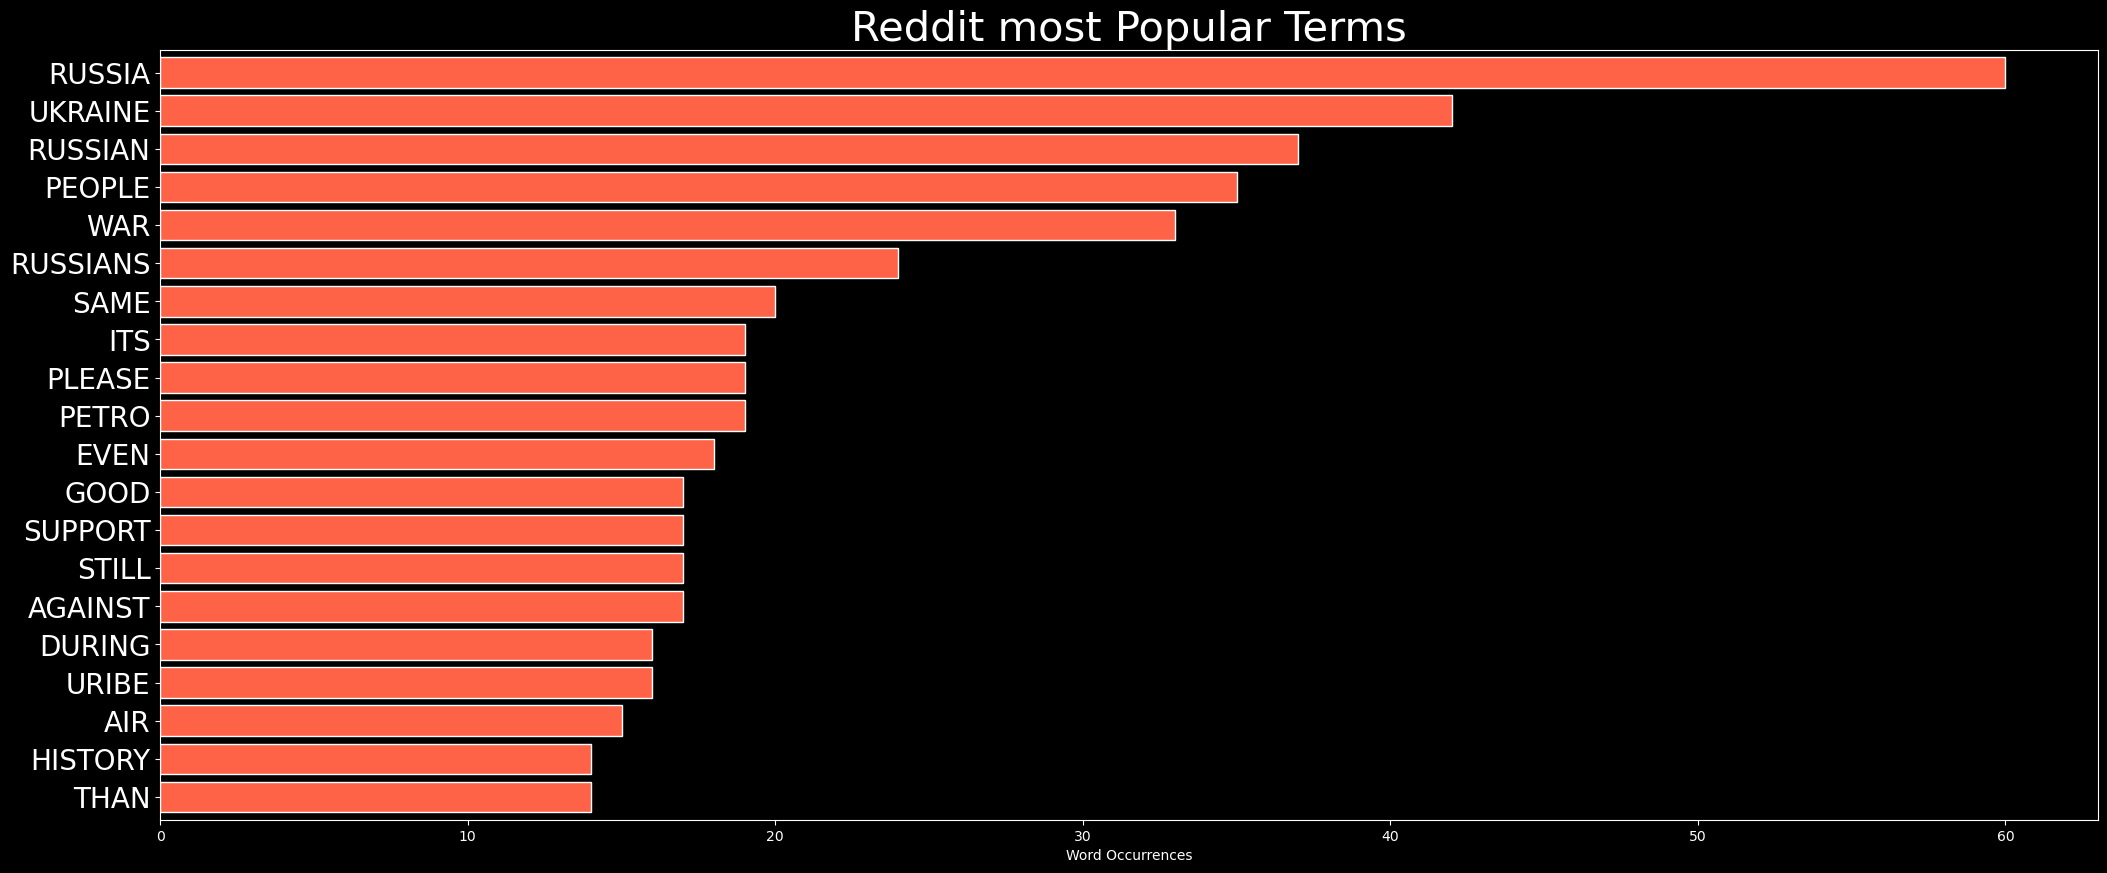 Reddit most Popular Terms
RUSSIA
UKRAINE
RUSSIAN
PEOPLE
WAR
RUSSIANS
SAME
ITS
PLEASE
PETRO
EVEN
GOOD
SUPPORT
STILL
AGAINST
DURING
URIBE
AIR
HISTORY
THAN
0 10 20 30 40 50 60
Word Occurrences